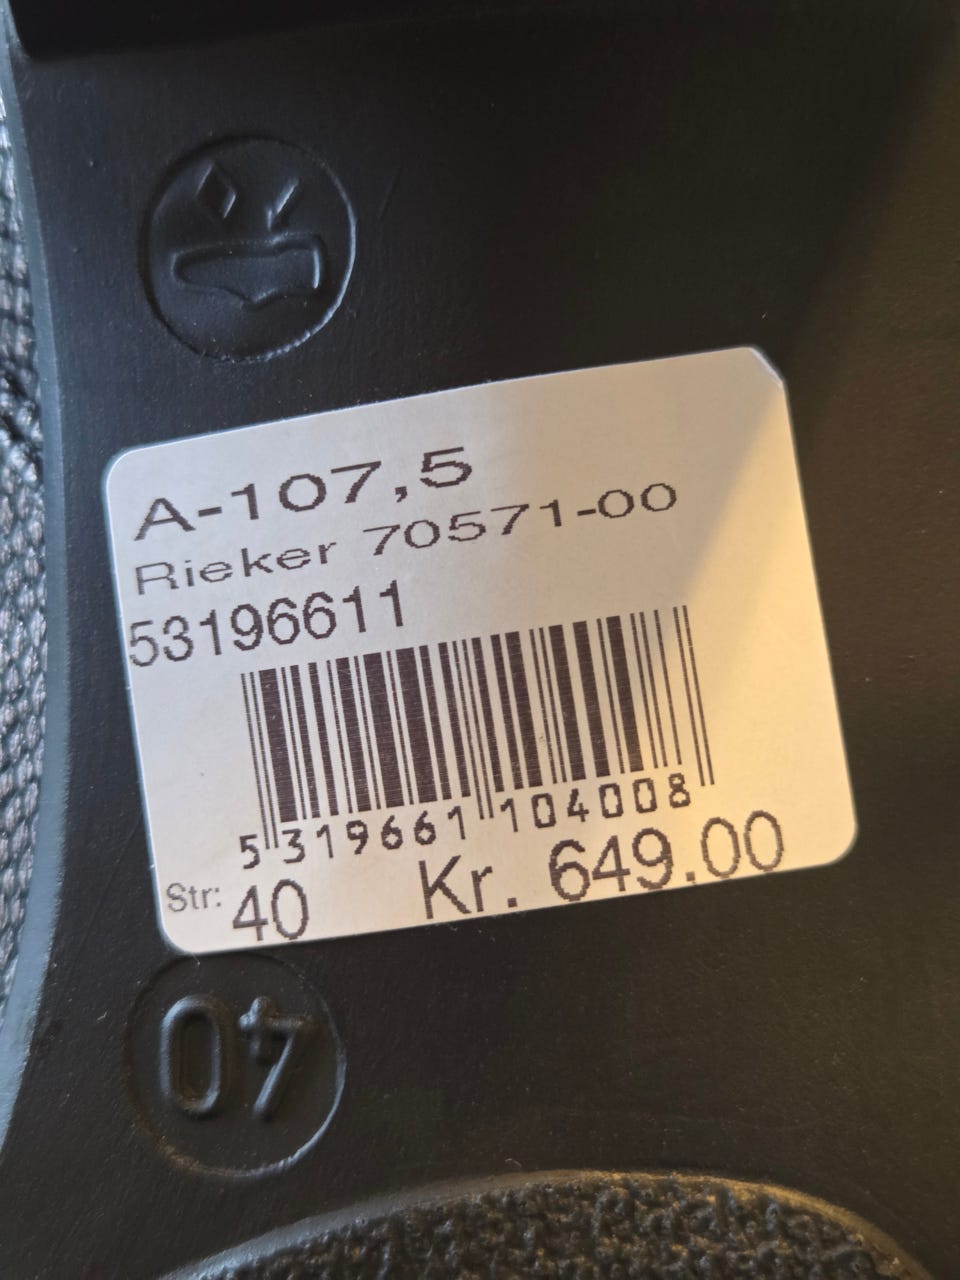 A-107,5
Rieker 70571-00
53196611
5 319661 104008
Str: 40 Kr. 649.00
40